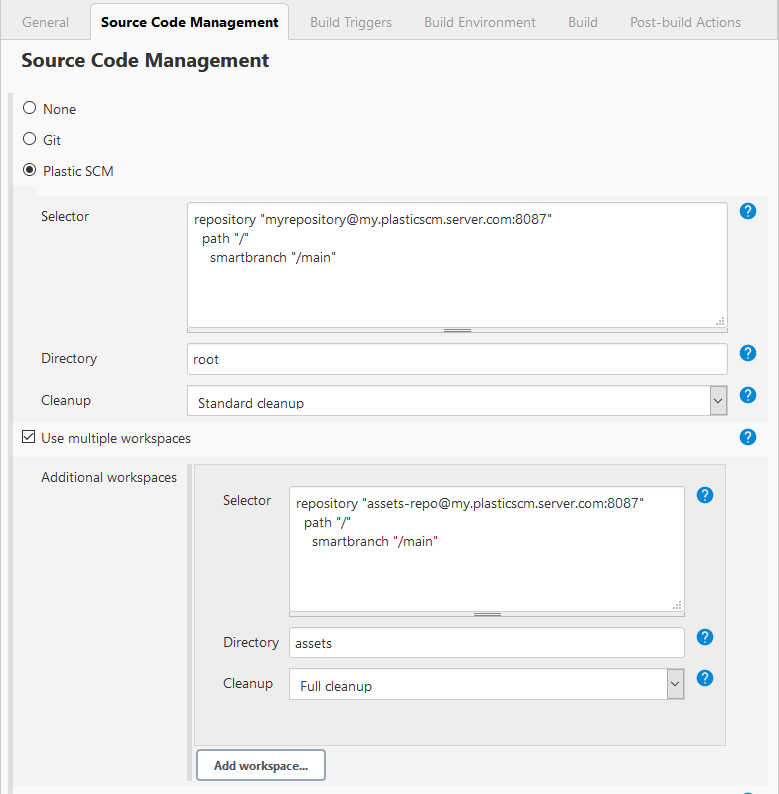 General Source Code Management Build Triggers Build Environment Build Post-build Actions
Source Code Management
None
Git
Plastic SCM
Selector
repository "myrepository@my.plasticscm.server.com:8087"
path "/"
smartbranch "/main"
?
Directory
root
?
Cleanup
Standard cleanup
?
Use multiple workspaces
?
Additional workspaces
Selector
repository "assets-repo@my.plasticscm.server.com:8087"
path "/"
smartbranch "/main"
?
Directory
assets
?
Cleanup
Full cleanup
?
Add workspace...